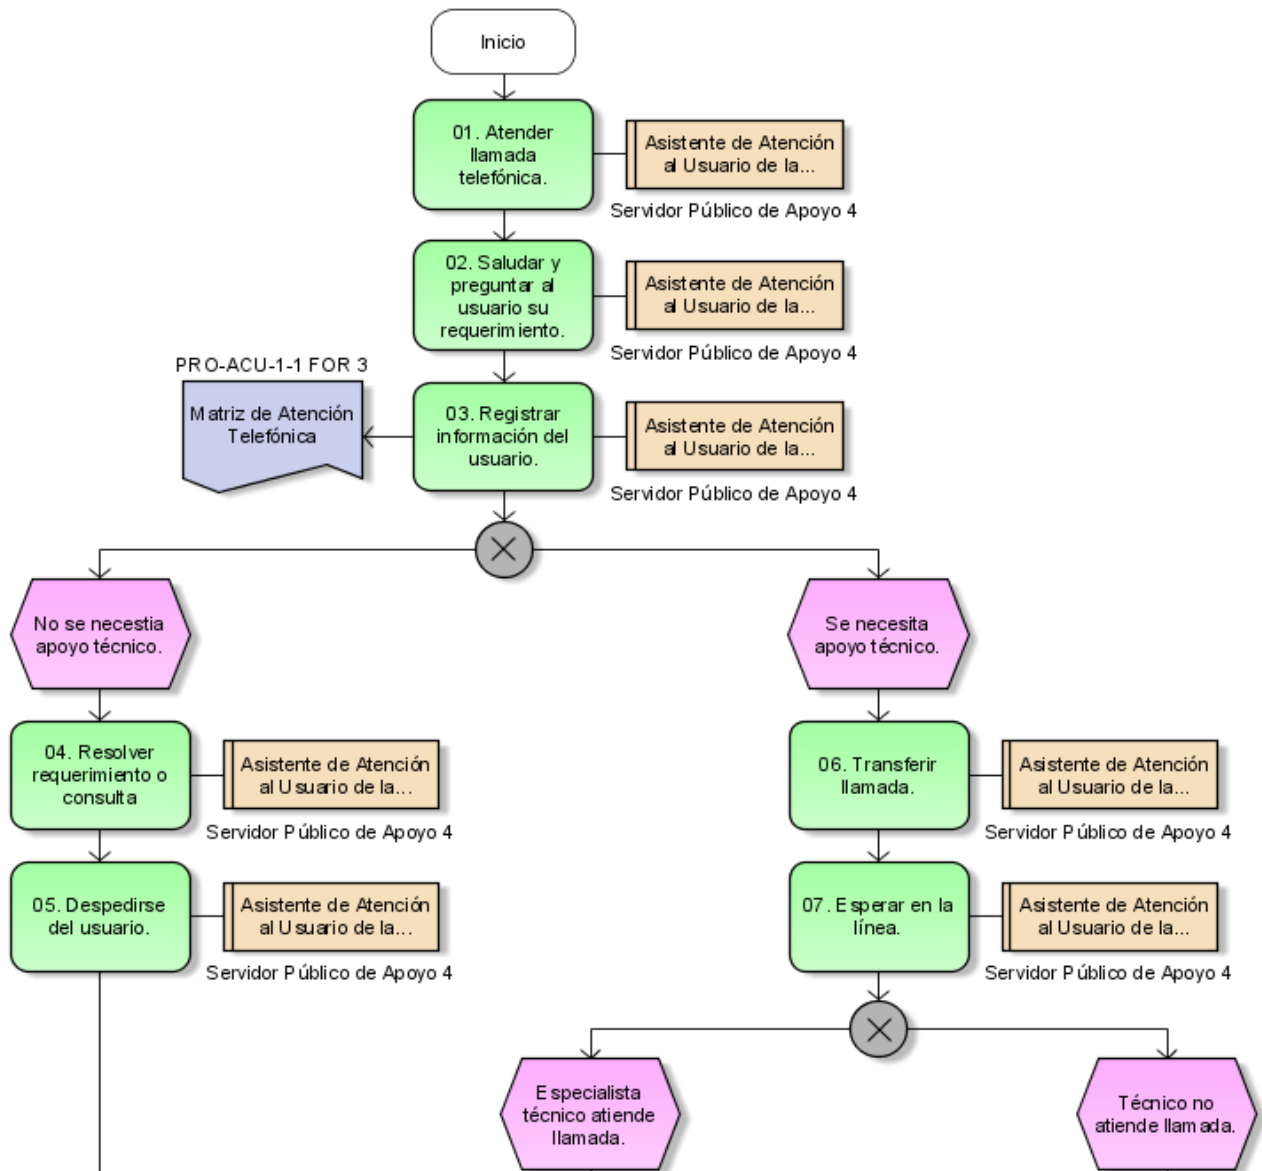 Inicio
01. Atender
llamada
telefónica.
Asistente de Atención
al Usuario de la...
Servidor Público de Apoyo 4
02. Saludar y
preguntar al
usuario su
requerimiento.
Asistente de Atención
al Usuario de la...
Servidor Público de Apoyo 4
PRO-ACU-1-1 FOR 3
Matriz de Atención
Telefónica
03. Registrar
información del
usuario.
Asistente de Atención
al Usuario de la...
Servidor Público de Apoyo 4
No se necestia
apoyo técnico.
Se necesita
apoyo técnico.
04. Resolver
requerimiento o
consulta
Asistente de Atención
al Usuario de la...
Servidor Público de Apoyo 4
06. Transferir
llamada.
Asistente de Atención
al Usuario de la...
Servidor Público de Apoyo 4
05. Despedirse
del usuario.
Asistente de Atención
al Usuario de la...
Servidor Público de Apoyo 4
07. Esperar en la
línea.
Asistente de Atención
al Usuario de la...
Servidor Público de Apoyo 4
Especialista
técnico atiende
llamada.
Técnico no
atiende llamada.